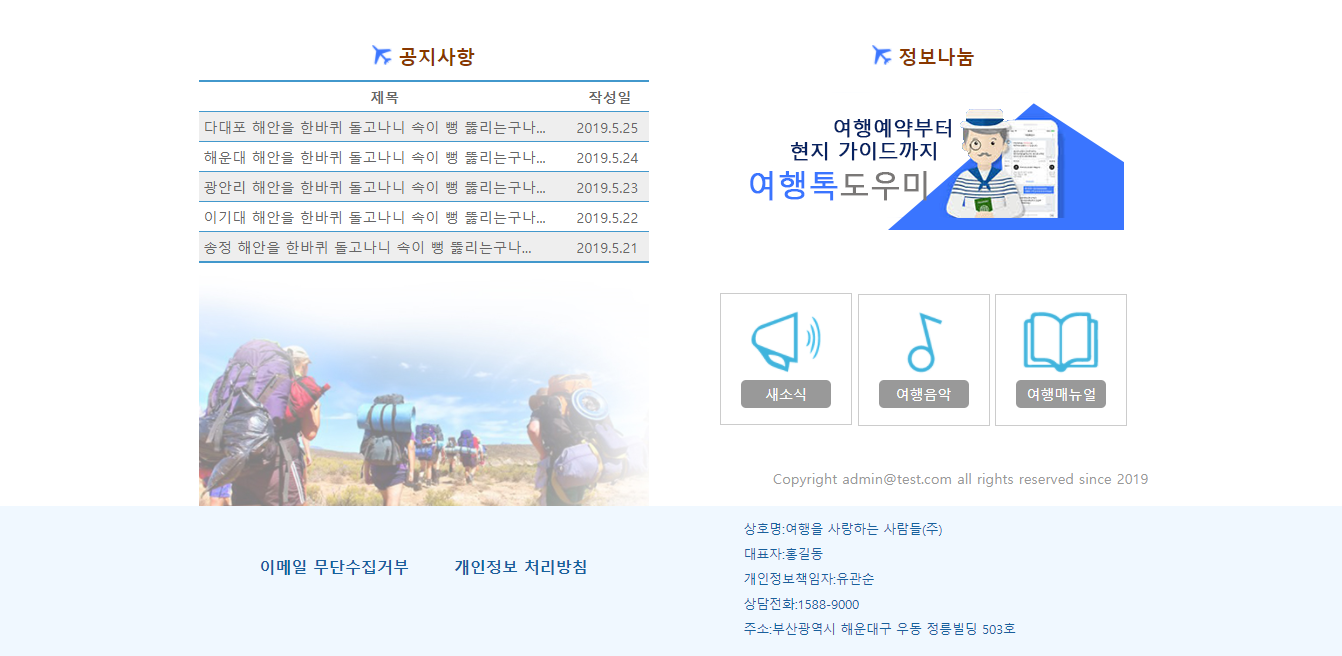 공지사항
제목 작성일
다대포 해안을 한바퀴 돌고나니 속이 뻥 뚫리는구나... 2019.5.25
해운대 해안을 한바퀴 돌고나니 속이 뻥 뚫리는구나... 2019.5.24
광안리 해안을 한바퀴 돌고나니 속이 뻥 뚫리는구나... 2019.5.23
이기대 해안을 한바퀴 돌고나니 속이 뻥 뚫리는구나... 2019.5.22
송정 해안을 한바퀴 돌고나니 속이 뻥 뚫리는구나... 2019.5.21
정보나눔
여행예약부터
현지 가이드까지
여행톡도우미
새소식
여행음악
여행매뉴얼
Copyright admin@test.com all rights reserved since 2019
이메일 무단수집거부 개인정보 처리방침
상호명:여행을 사랑하는 사람들(주)
대표자:홍길동
개인정보책임자:유관순
상담전화:1588-9000
주소:부산광역시 해운대구 우동 정릉빌딩 503호